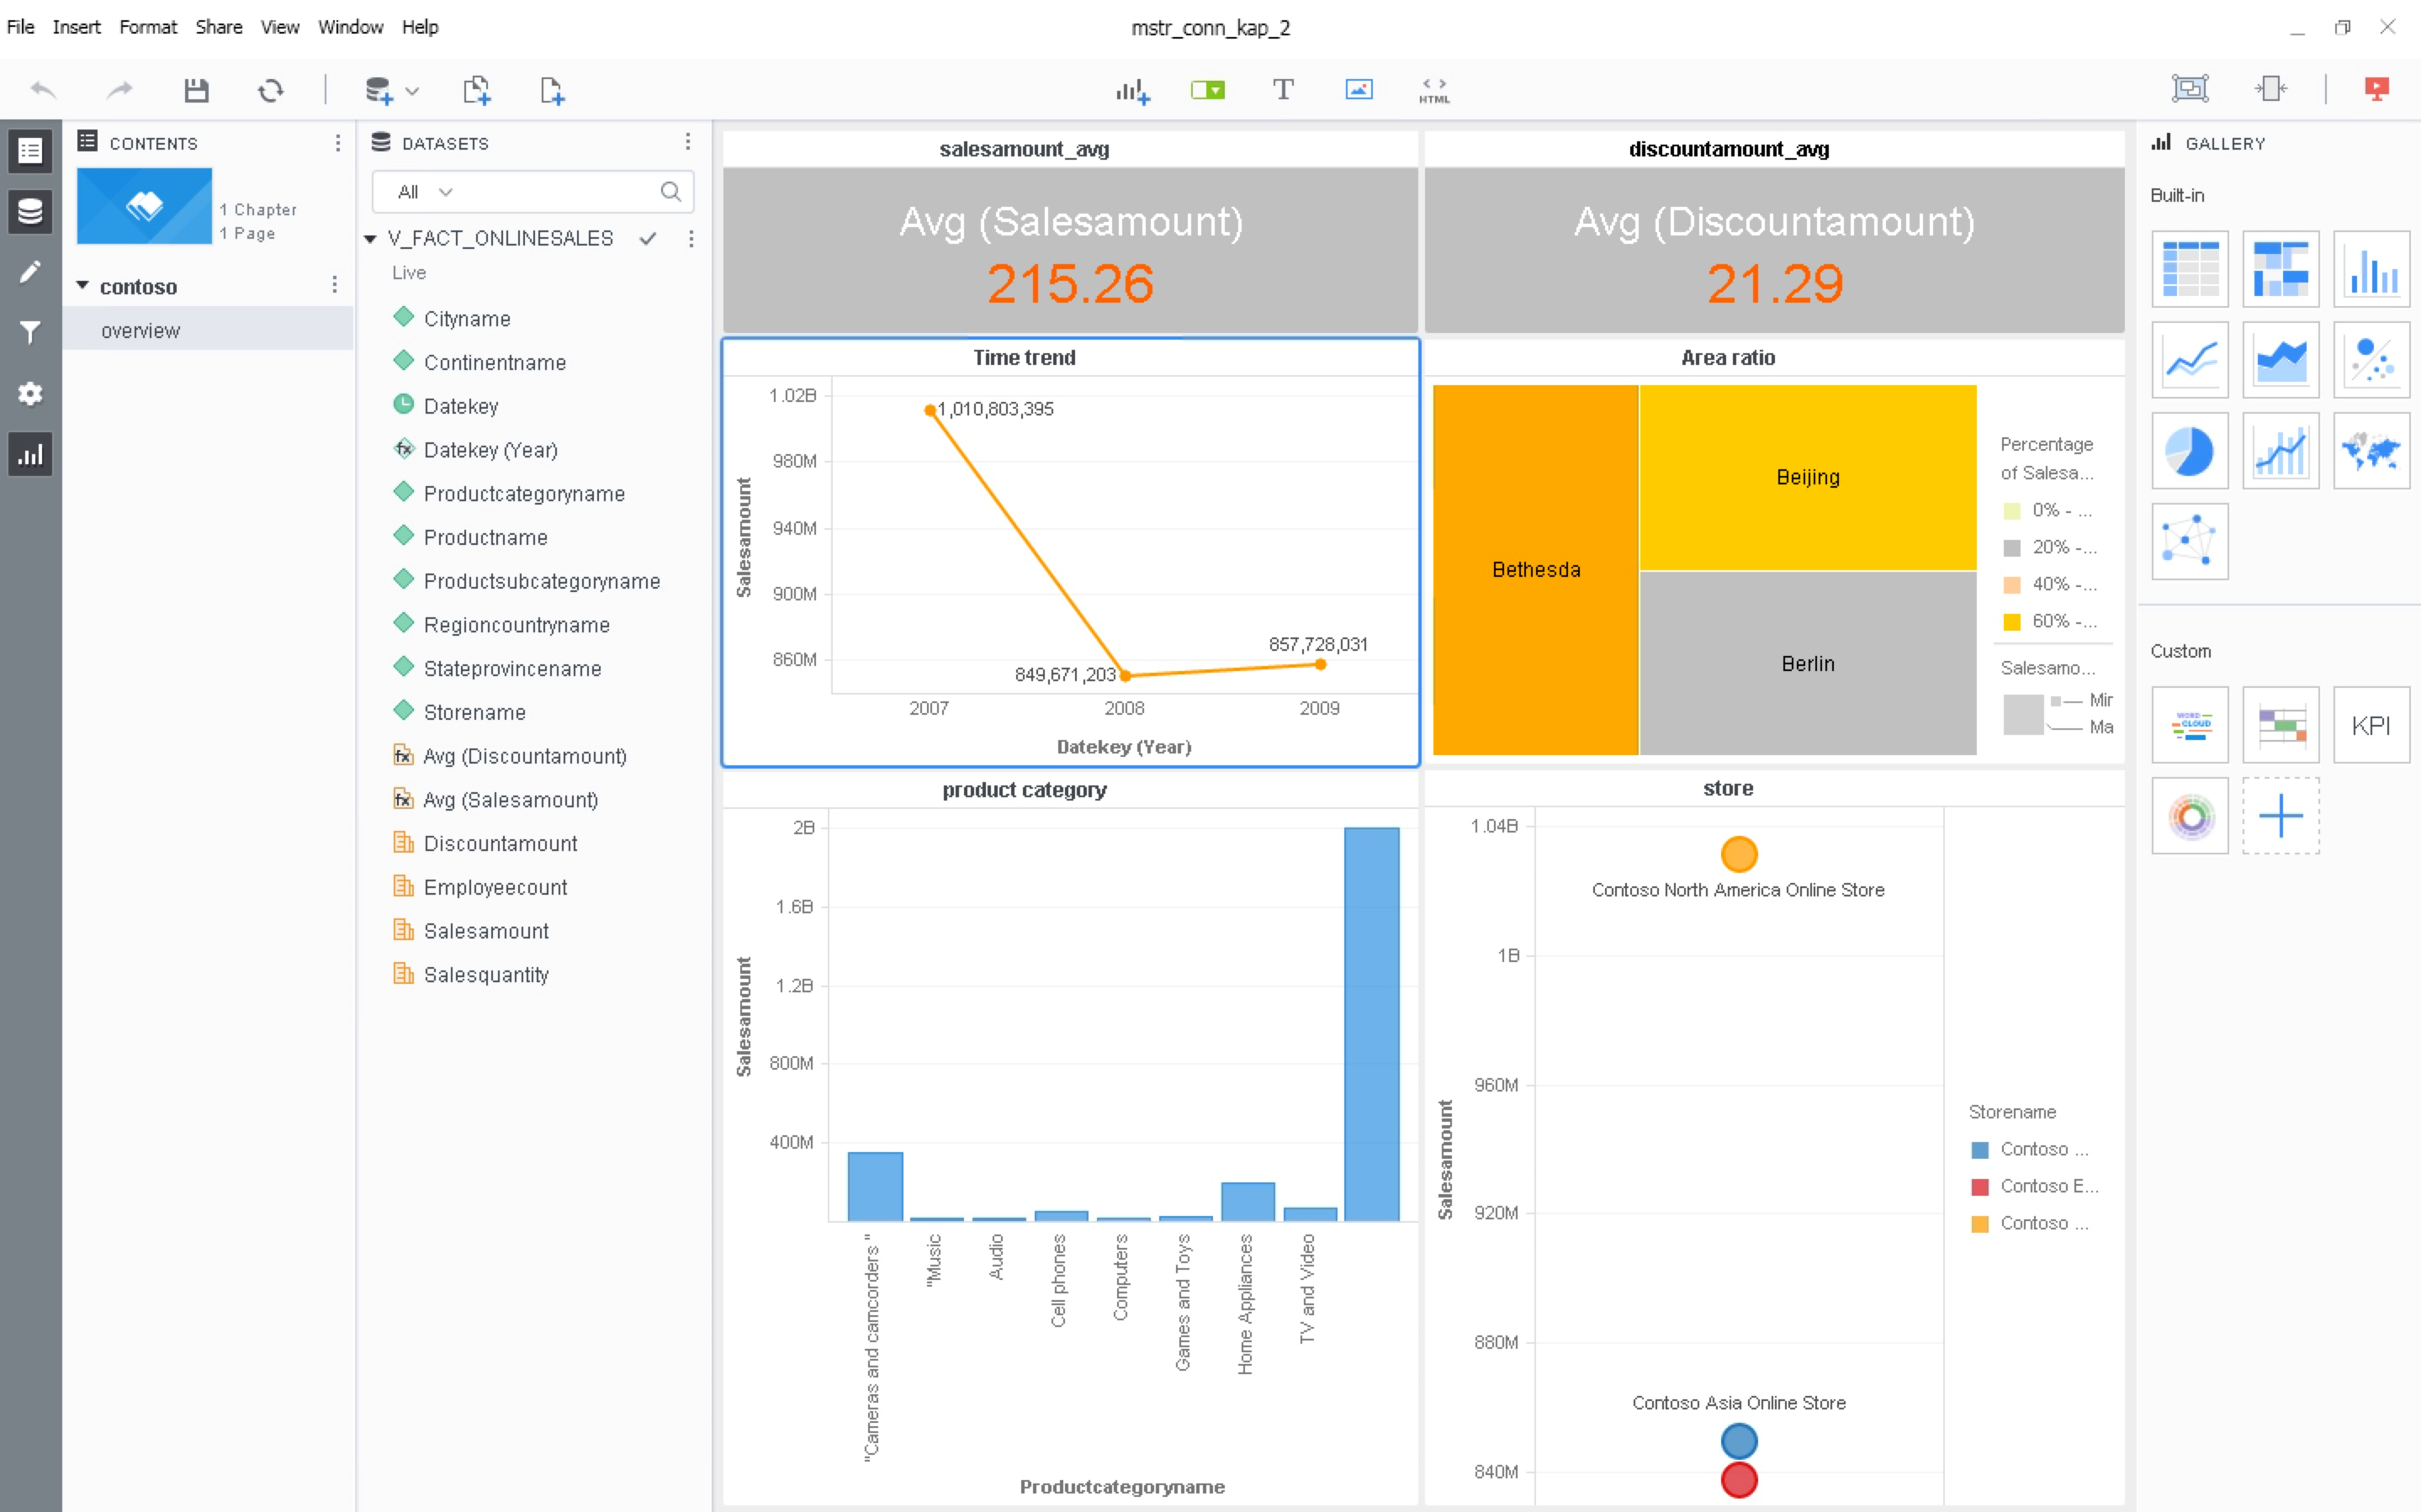 File Insert Format Share View Window Help
mstr_conn_kap_2
HTML
CONTENTS
1 Chapter
1 Page
contoso
overview
DATASETS
All
V_FACT_ONLINESALES
Live
Cityname
Continentname
Datekey
Datekey (Year)
Productcategoryname
Productname
Productsubcategoryname
Regioncountryname
Stateprovincename
Storename
Avg (Discountamount)
Avg (Salesamount)
Discountamount
Employeecount
Salesamount
Salesquantity
salesamount_avg
Avg (Salesamount)
215.26
discountamount_avg
Avg (Discountamount)
21.29
Time trend
Salesamount
1.02B
980M
940M
900M
860M
1,010,803,395
849,671,203
857,728,031
2007 2008 2009
Datekey (Year)
Area ratio
Bethesda
Beijing
Berlin
Percentage
of Salesa...
0% - ...
20% -...
40% -...
60% -...
Salesamo...
Mir
Ma
product category
Salesamount
2B
1.6B
1.2B
800M
400M
"Cameras and camcorders "
"Music
Audio
Cell phones
Computers
Games and Toys
Home Appliances
TV and Video
Productcategoryname
store
Salesamount
1.04B
1B
960M
920M
880M
840M
Contoso North America Online Store
Contoso Asia Online Store
Storename
Contoso ...
Contoso E...
Contoso ...
GALLERY
Built-in
Custom
WORD
CLOUD
KPI